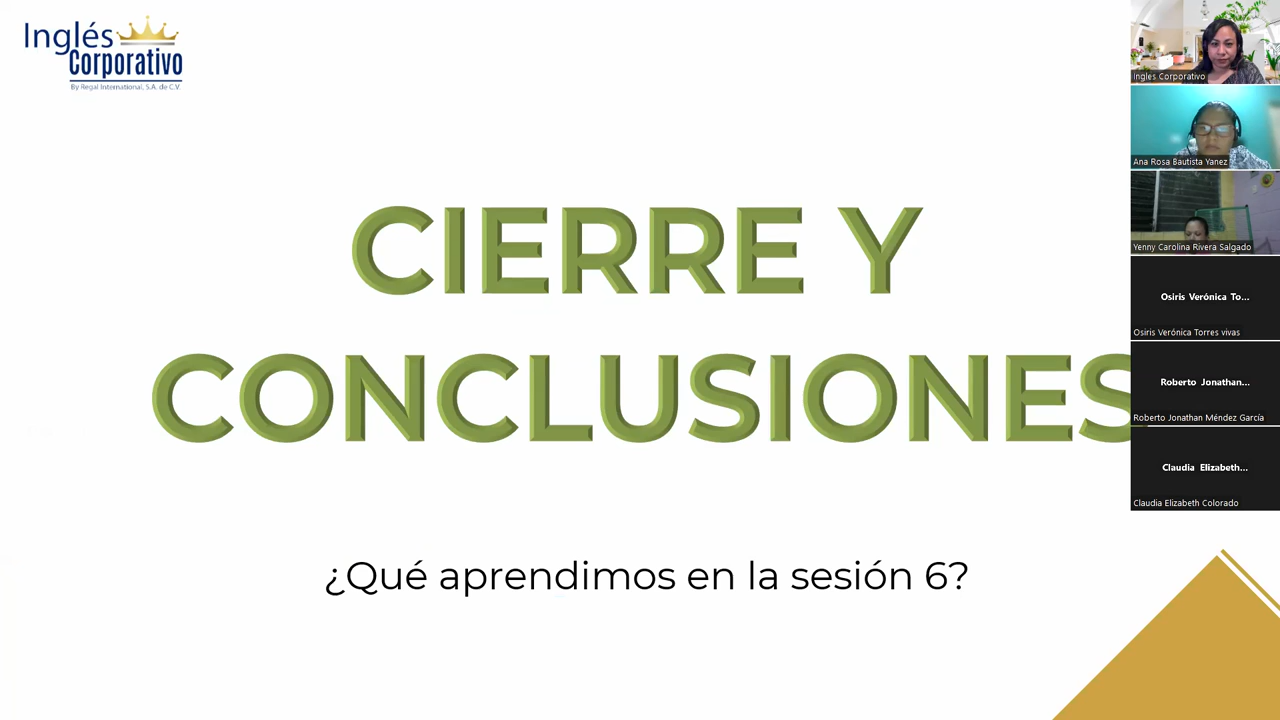 Inglés
Corporativo
By Regal International, S.A. de C.V.
CIERRE Y
CONCLUSIONES
¿Qué aprendimos en la sesión 6?
Ingles Corporativo
Ana Rosa Bautista Yanez
Yenny Carolina Rivera Salgado
Osiris Verónica To...
Osiris Verónica Torres vivas
Roberto Jonathan...
Roberto Jonathan Méndez García
Claudia Elizabeth...
Claudia Elizabeth Colorado